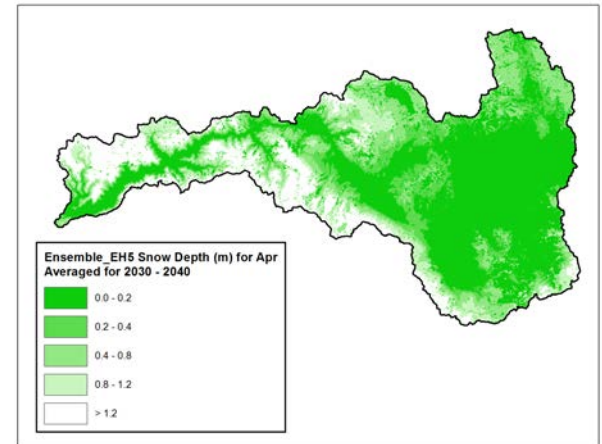 Ensemble_EH5 Snow Depth (m) for Apr
Averaged for 2030 - 2040
0.0 - 0.2
0.2 - 0.4
0.4 - 0.8
0.8 - 1.2
> 1.2